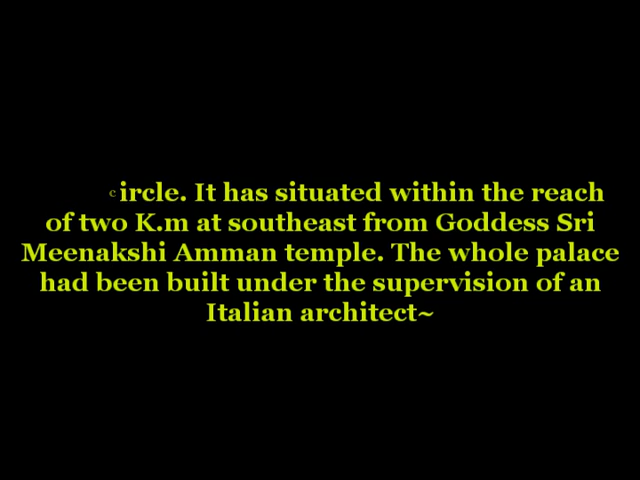 circle. It has situated within the reach
of two K.m at southeast from Goddess Sri
Meenakshi Amman temple. The whole palace
had been built under the supervision of an
Italian architect~